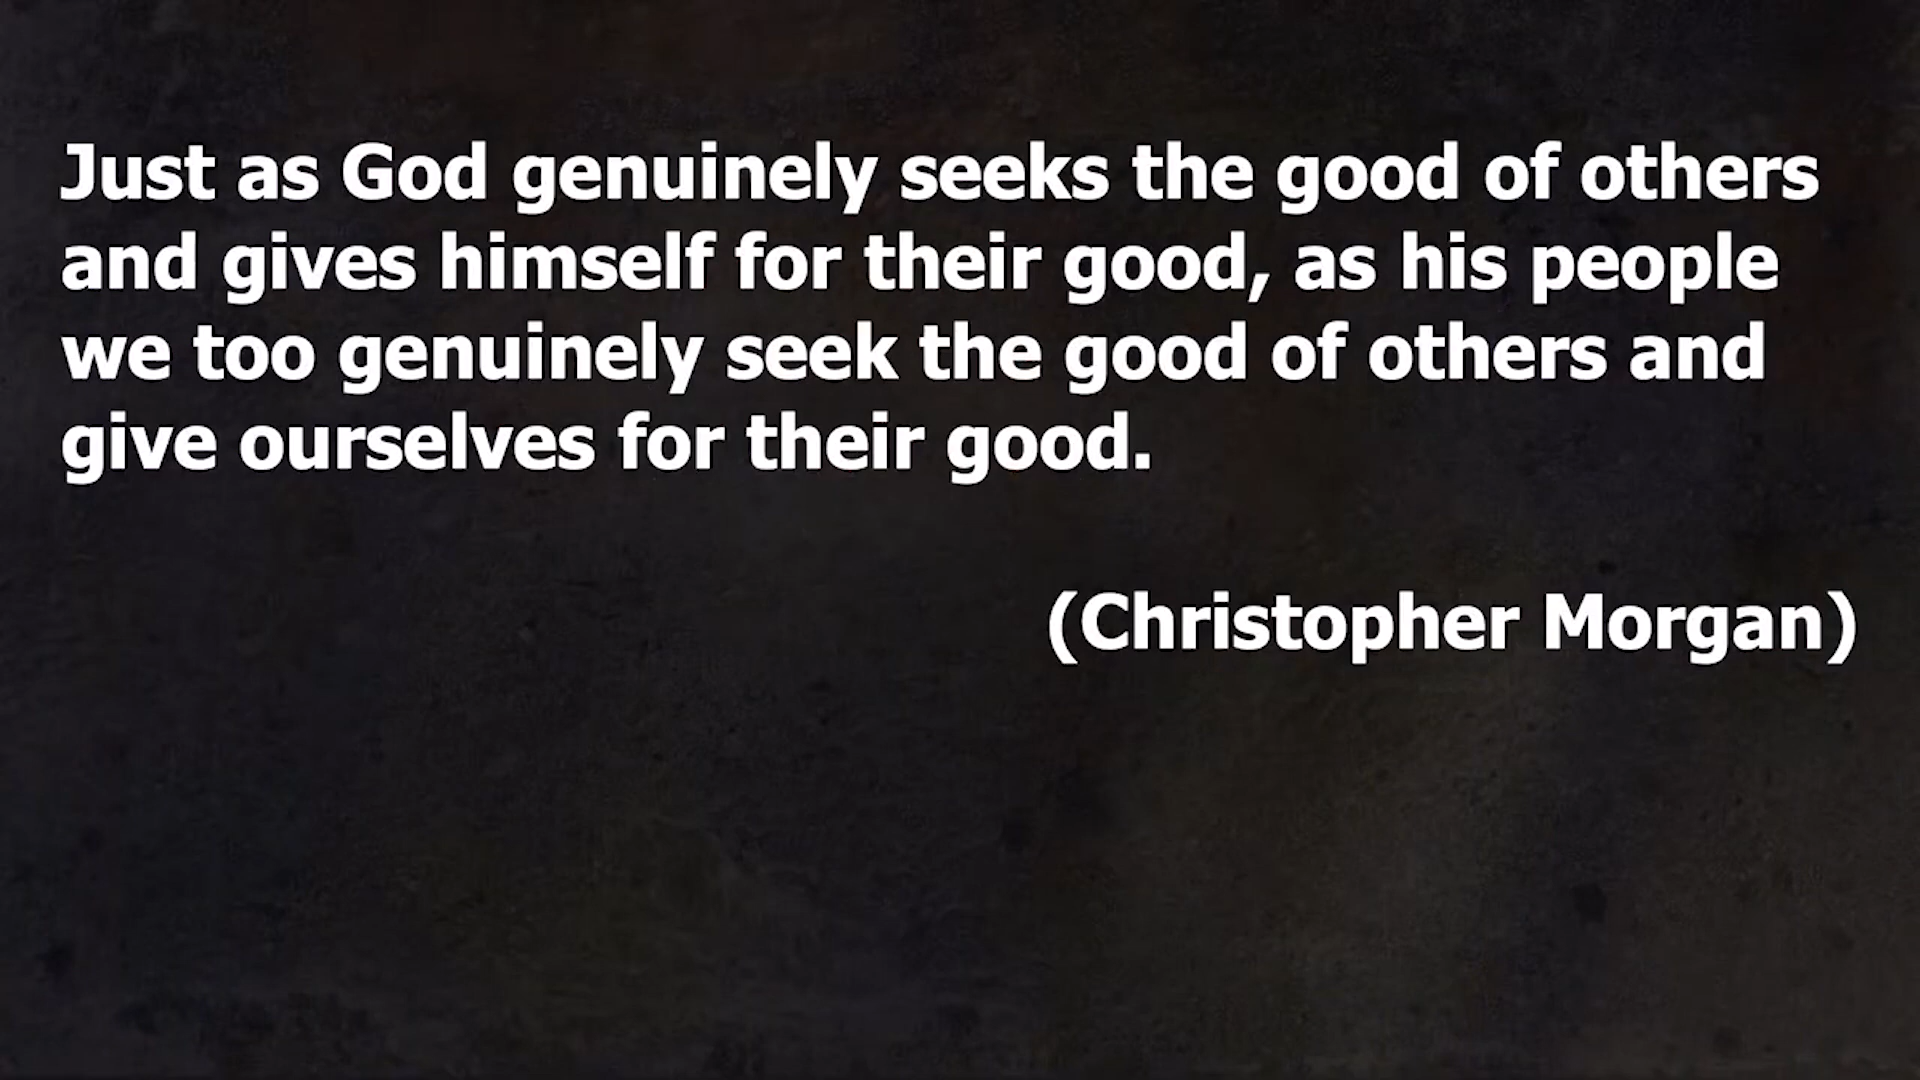 Just as God genuinely seeks the good of others
and gives himself for their good, as his people
we too genuinely seek the good of others and
give ourselves for their good.
(Christopher Morgan)